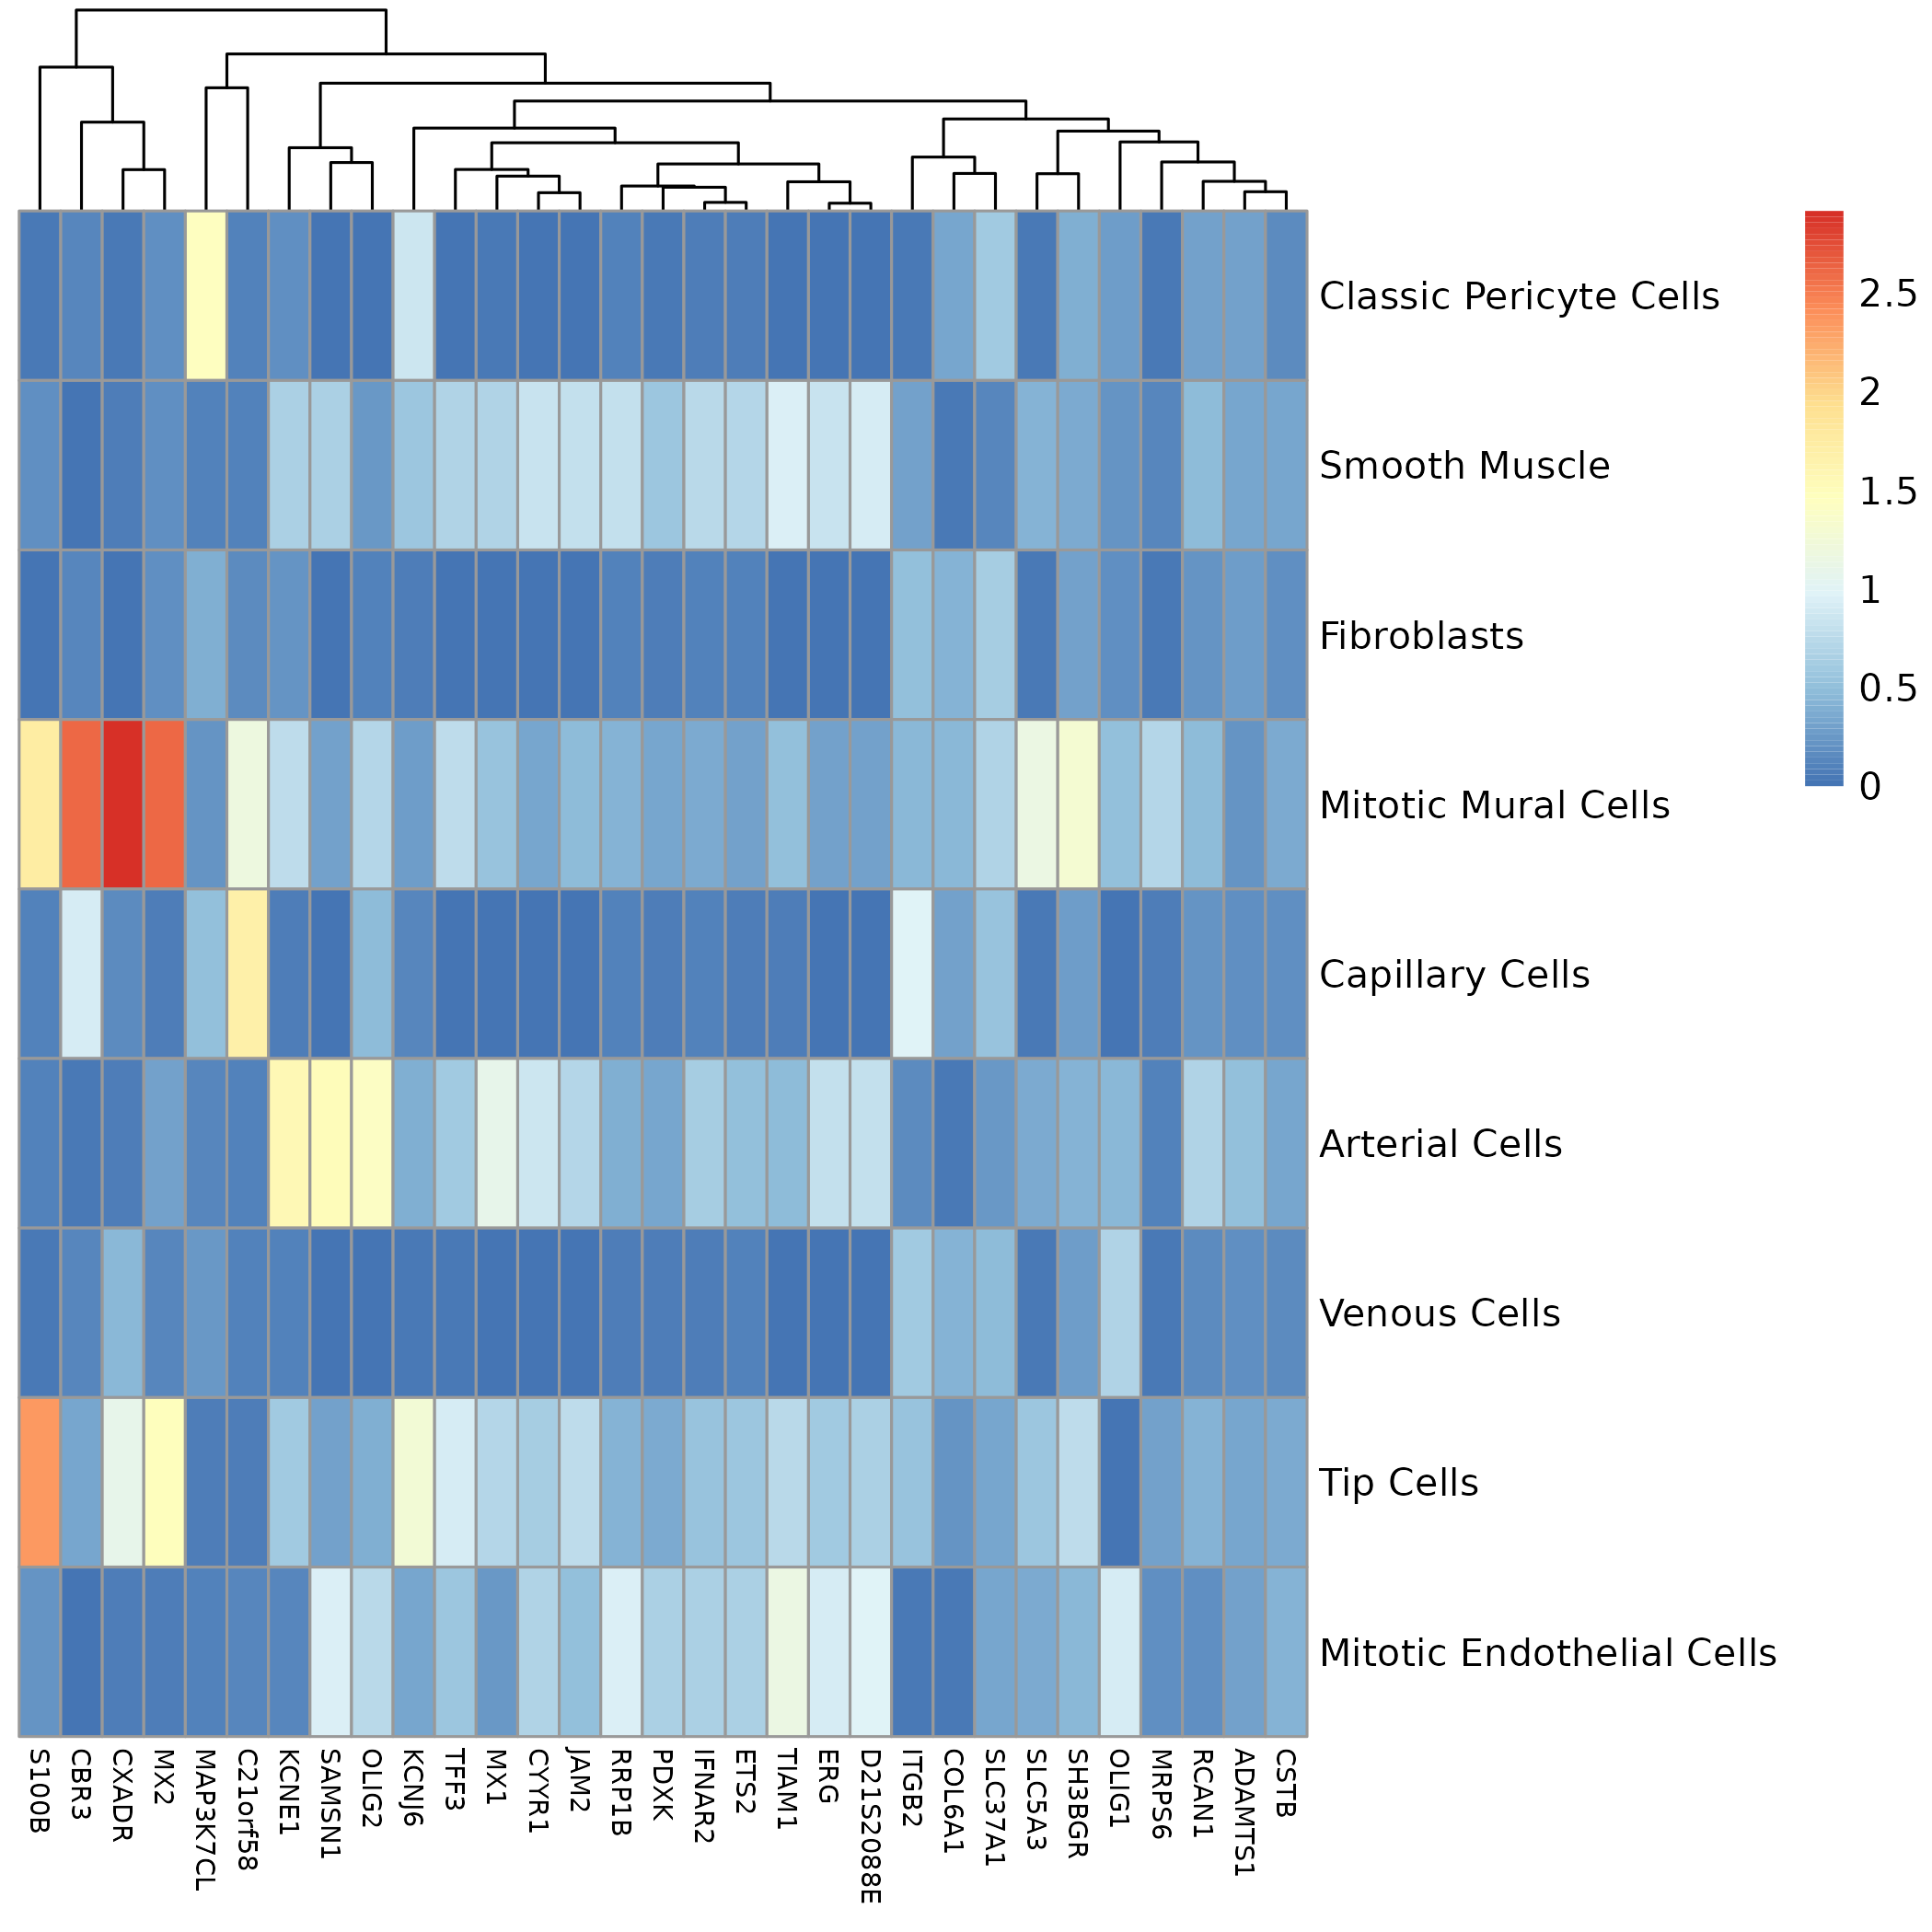 Classic Pericyte Cells
Smooth Muscle
Fibroblasts
Mitotic Mural Cells
Capillary Cells
Arterial Cells
Venous Cells
Tip Cells
Mitotic Endothelial Cells
2.5
2
1.5
1
0.5
0
S100B
CBR3
CXADR
MX2
MAP3K7CL
C21orf58
KCNE1
SAMSN1
OLIG2
KCNJ6
TFF3
MX1
CYYR1
JAM2
RRP1B
PDXK
IFNAR2
ETS2
TIAM1
ERG
D21S2088E
ITGB2
COL6A1
SLC37A1
SLC5A3
SH3BGR
OLIG1
MRPS6
RCAN1
ADAMTS1
CSTB